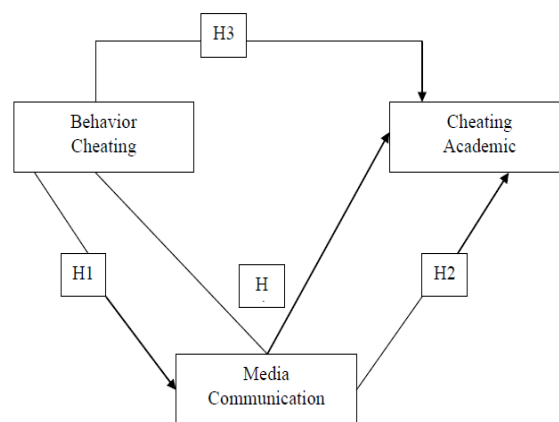 H3
Behavior
Cheating
Cheating
Academic
H1
H
.
H2
Media
Communication